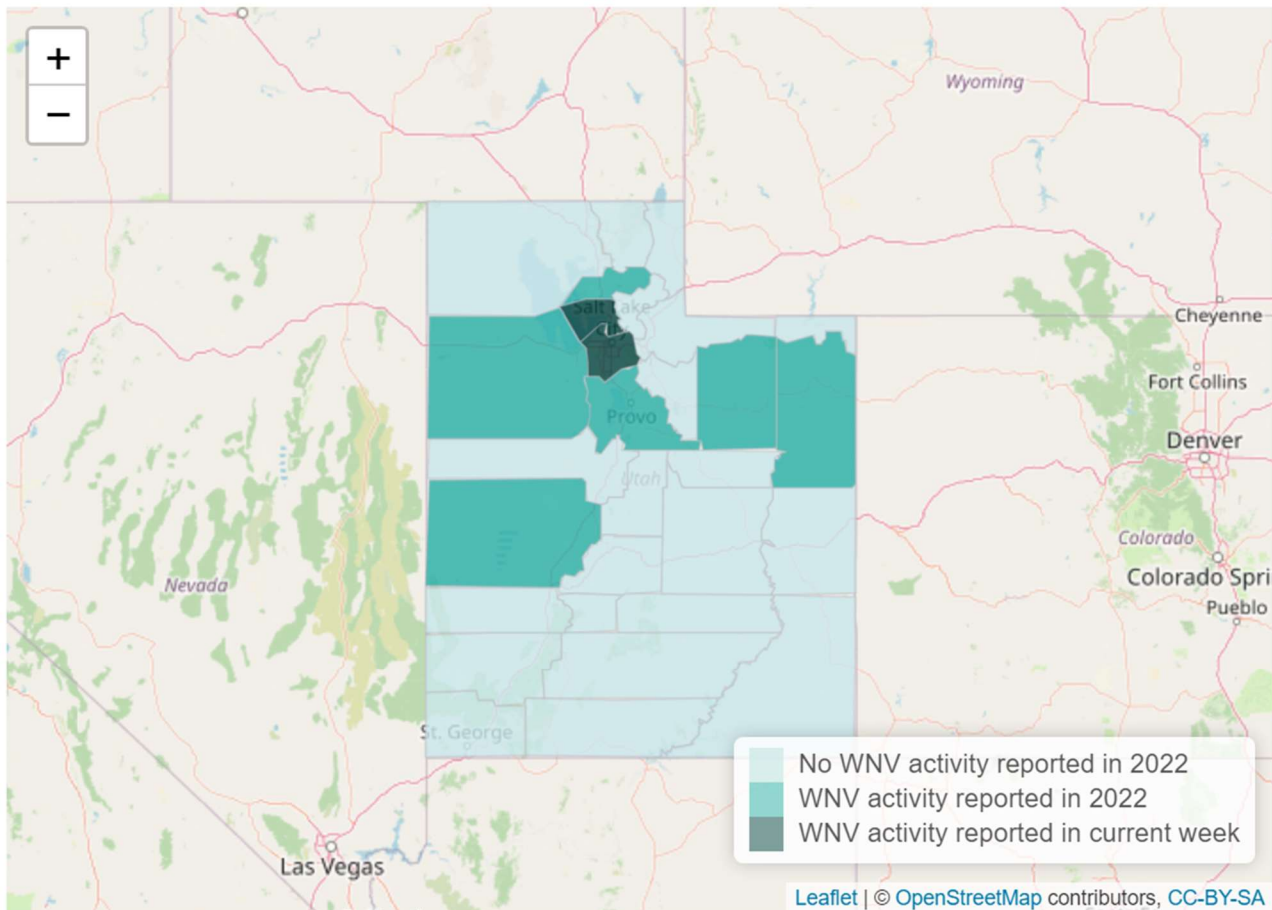 +
−
Wyoming
Salt Lake
Cheyenne
Fort Collins
Provo
Denver
Utah
Colorado
Nevada
Colorado Spri
Pueblo
St. George
No WNV activity reported in 2022
WNV activity reported in 2022
WNV activity reported in current week
Las Vegas
Leaflet | © OpenStreetMap contributors, CC-BY-SA